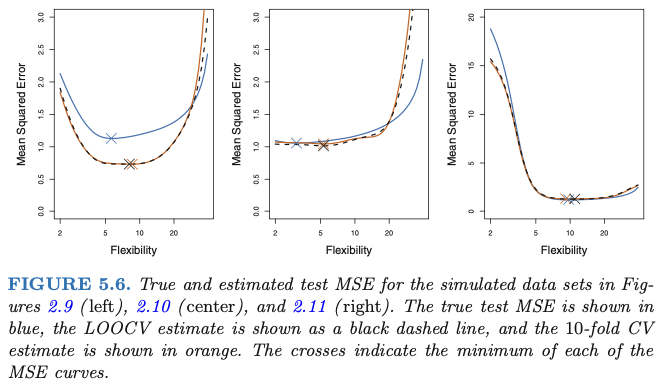 3.0
2.5
2.0
1.5
1.0
0.5
0.0
Mean Squared Error
2 5 10 20
Flexibility
3.0
2.5
2.0
1.5
1.0
0.5
0.0
Mean Squared Error
2 5 10 20
Flexibility
20
15
10
5
0
Mean Squared Error
2 5 10 20
Flexibility
FIGURE 5.6. True and estimated test MSE for the simulated data sets in Fig-
ures 2.9 (left), 2.10 (center), and 2.11 (right). The true test MSE is shown in
blue, the LOOCV estimate is shown as a black dashed line, and the 10-fold CV
estimate is shown in orange. The crosses indicate the minimum of each of the
MSE curves.